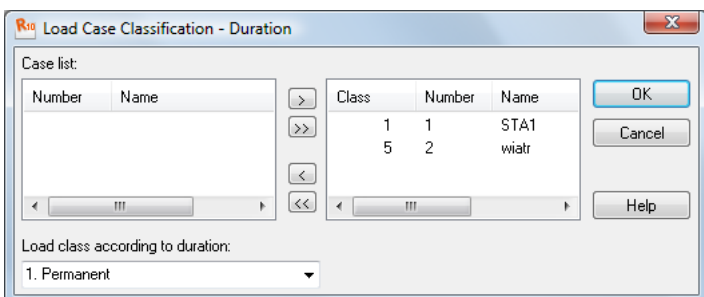 R10 Load Case Classification - Duration
Case list:
Number Name
> 
>>
<
<<
Class Number Name
1 1 STA1
5 2 wiatr
OK
Cancel
Help
Load class according to duration:
1. Permanent